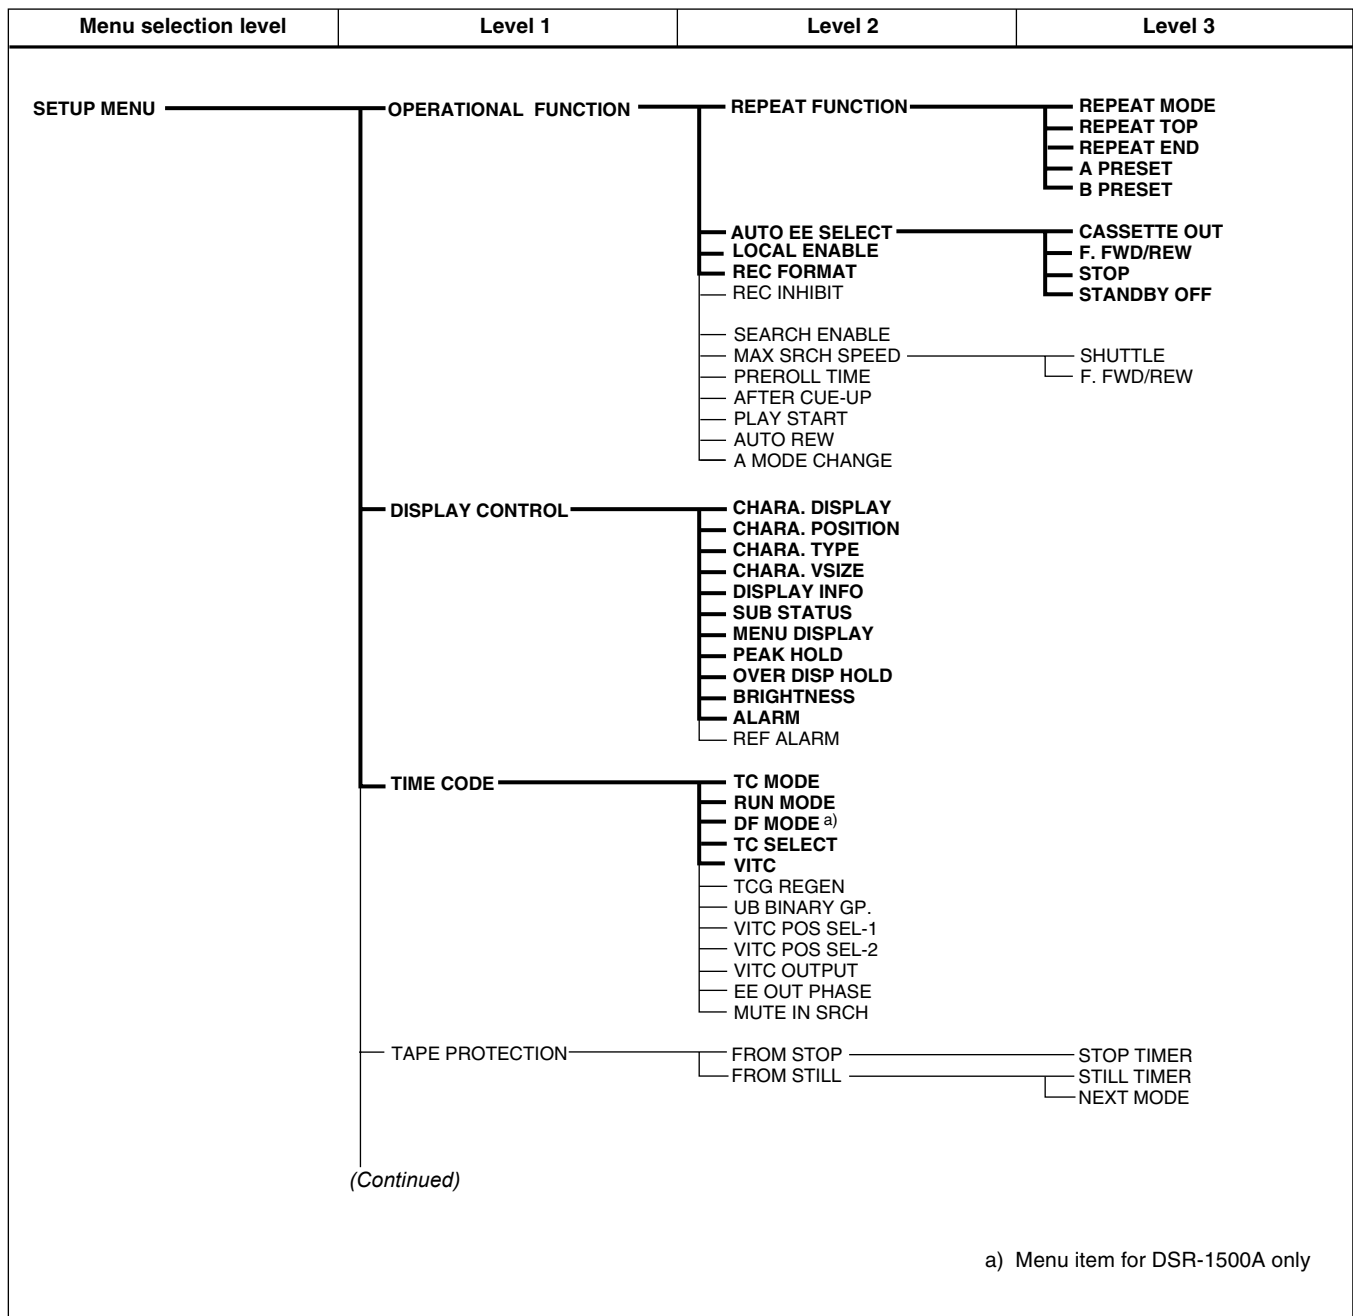 Menu selection level Level 1 Level 2 Level 3
SETUP MENU OPERATIONAL FUNCTION REPEAT FUNCTION REPEAT MODE
REPEAT TOP
REPEAT END
A PRESET
B PRESET
AUTO EE SELECT CASSETTE OUT
LOCAL ENABLE F. FWD/REW
REC FORMAT STOP
REC INHIBIT STANDBY OFF
SEARCH ENABLE
MAX SRCH SPEED SHUTTLE
PREROLL TIME F. FWD/REW
AFTER CUE-UP
PLAY START
AUTO REW
A MODE CHANGE
DISPLAY CONTROL CHARA. DISPLAY
CHARA. POSITION
CHARA. TYPE
CHARA. VSIZE
DISPLAY INFO
SUB STATUS
MENU DISPLAY
PEAK HOLD
OVER DISP HOLD
BRIGHTNESS
ALARM
REF ALARM
TIME CODE TC MODE
RUN MODE
DF MODE a)
TC SELECT
VITC
TCG REGEN
UB BINARY GP.
VITC POS SEL-1
VITC POS SEL-2
VITC OUTPUT
EE OUT PHASE
MUTE IN SRCH
TAPE PROTECTION FROM STOP STOP TIMER
FROM STILL STILL TIMER
NEXT MODE
(Continued)
a) Menu item for DSR-1500A only